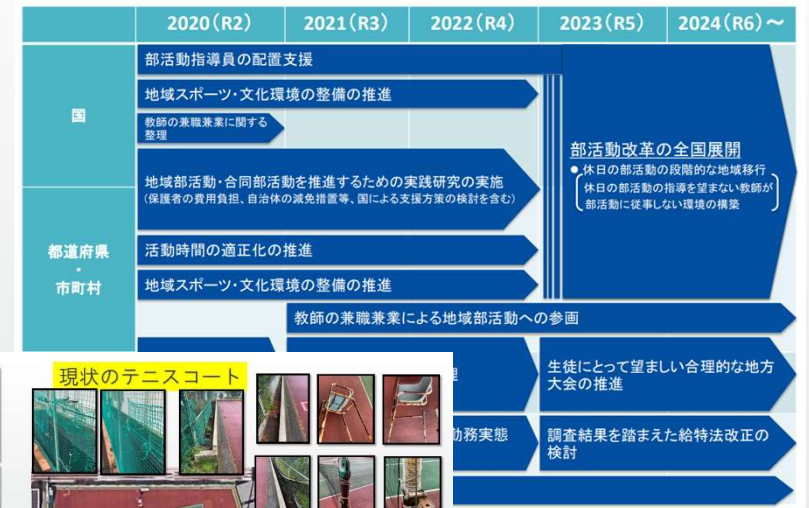 2020(R2)
2021(R3)
2022(R4)
2023(R5)
2024(R6)～
国
部活動指導員の配置支援
地域スポーツ・文化環境の整備の推進
教師の兼職兼業に関する
整理
地域部活動・合同部活動を推進するための実践研究の実施
(保護者の費用負担、自治体の減免措置等、国による支援方策の検討を含む)
部活動改革の全国展開
●休日の部活動の段階的な地域移行
休日の部活動の指導を望まない教師が
部活動に従事しない環境の構築
都道府県
・
市町村
活動時間の適正化の推進
地域スポーツ・文化環境の整備の推進
教師の兼職兼業による地域部活動への参画
生徒にとって望ましい合理的な地方
大会の推進
勤務実態
調査結果を踏まえた給特法改正の
検討
現状のテニスコート